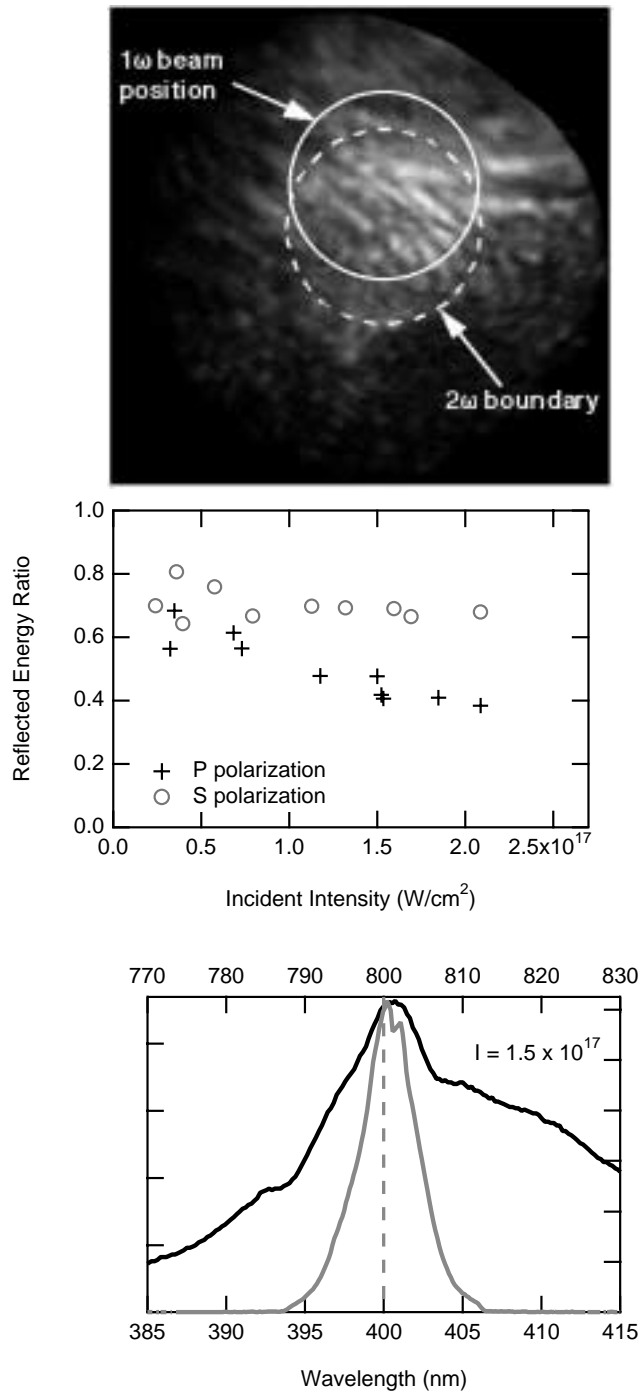 1ω beam
position
2ω boundary
1.0
0.8
0.6
0.4
0.2
0.0
Reflected Energy Ratio
P polarization
S polarization
0.0 0.5 1.0 1.5 2.0 2.5x10¹⁷
Incident Intensity (W/cm²)
770 780 790 800 810 820 830
I = 1.5 x 10¹⁷
385 390 395 400 405 410 415
Wavelength (nm)